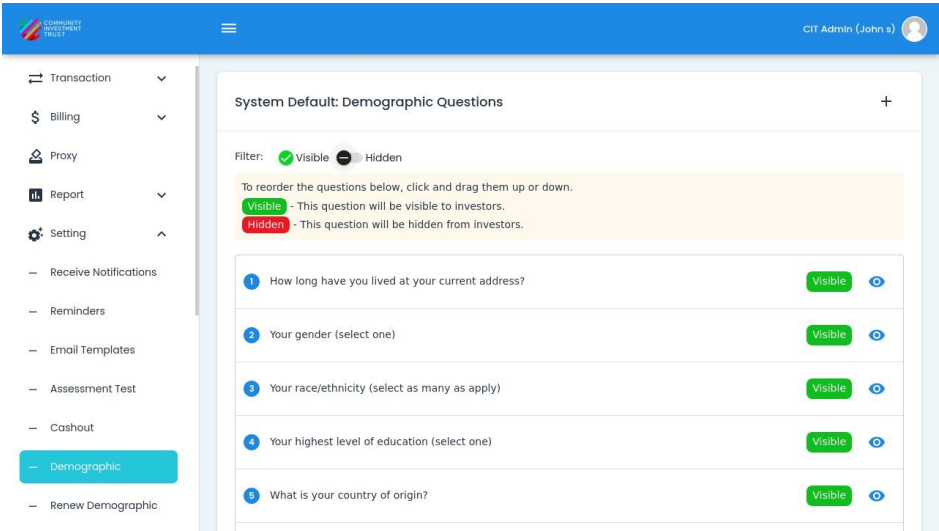 COMMUNITY
INVESTMENT
TRUST
CIT Admin (John s)
Transaction
Billing
Proxy
Report
Setting
Receive Notifications
Reminders
Email Templates
Assessment Test
Cashout
Demographic
Renew Demographic
System Default: Demographic Questions
Filter: Visible Hidden
To reorder the questions below, click and drag them up or down.
Visible - This question will be visible to investors.
Hidden - This question will be hidden from investors.
1 How long have you lived at your current address? Visible
2 Your gender (select one) Visible
3 Your race/ethnicity (select as many as apply) Visible
4 Your highest level of education (select one) Visible
5 What is your country of origin? Visible